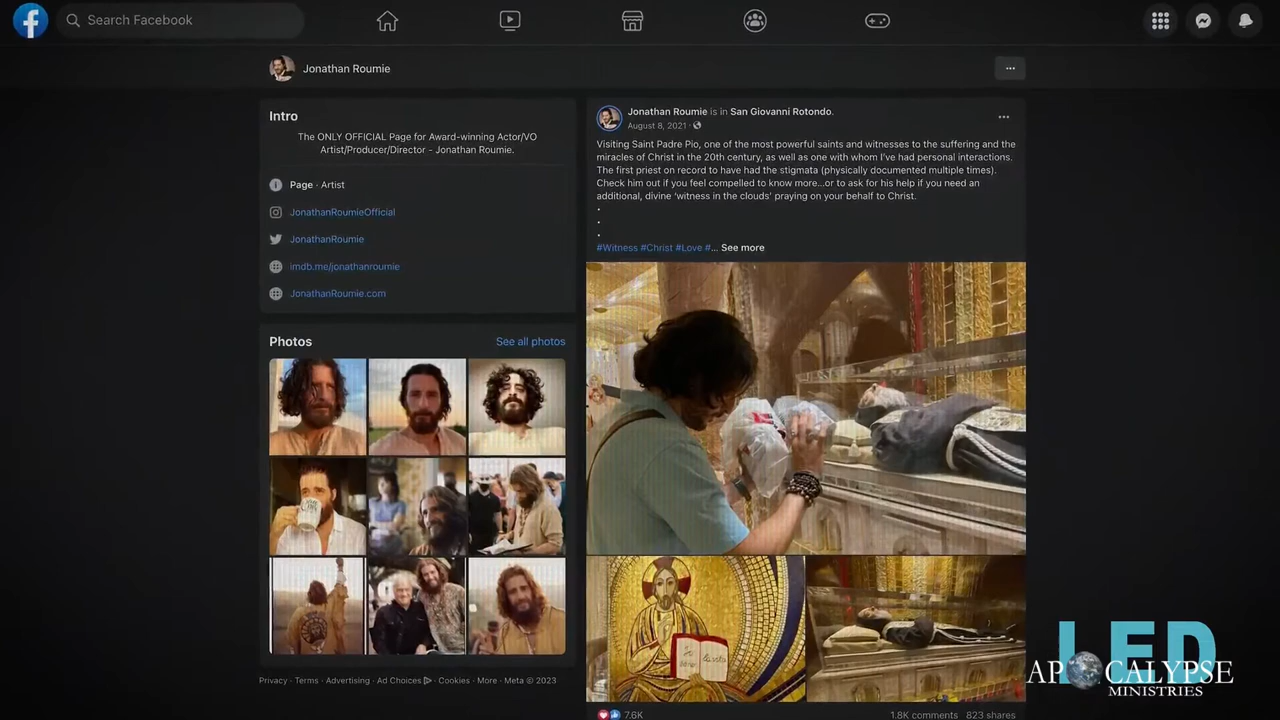 Search Facebook
Jonathan Roumie
...
Intro
The ONLY OFFICIAL Page for Award-winning Actor/VO
Artist/Producer/Director - Jonathan Roumie.
Page · Artist
JonathanRoumieOfficial
JonathanRoumie
imdb.me/jonathanroumie
JonathanRoumie.com
Photos
See all photos
Privacy · Terms · Advertising · Ad Choices · Cookies · More · Meta © 2023
Jonathan Roumie is in San Giovanni Rotondo.
August 8, 2021 ·
Visiting Saint Padre Pio, one of the most powerful saints and witnesses to the suffering and the
miracles of Christ in the 20th century, as well as one with whom I've had personal interactions.
The first priest on record to have had the stigmata (physically documented multiple times).
Check him out if you feel compelled to know more...or to ask for his help if you need an
additional, divine 'witness in the clouds' praying on your behalf to Christ.
.
.
.
#Witness #Christ #Love #... See more
7.6K
1.8K comments 823 shares
LED
APOCALYPSE
MINISTRIES